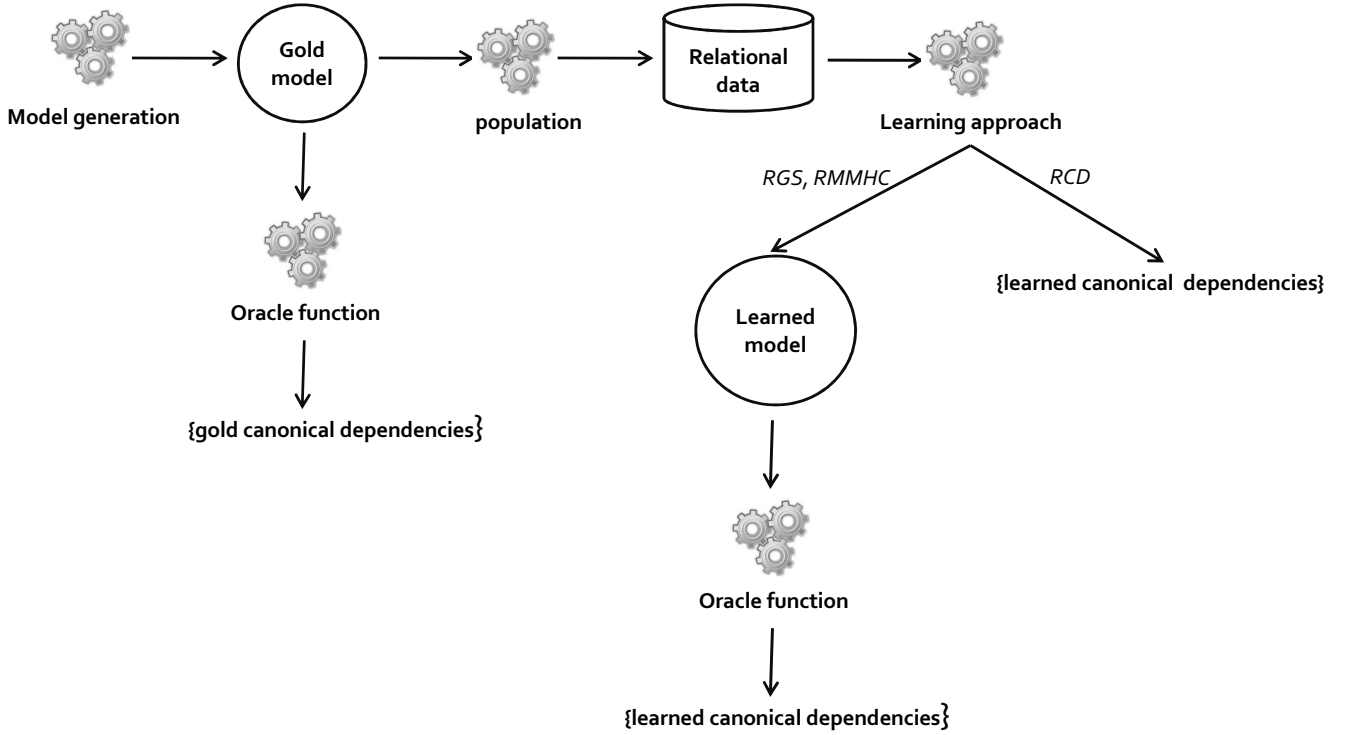 Gold
model
Relational
data
Model generation
population
Learning approach
RGS, RMMHC
RCD
{learned canonical dependencies}
Oracle function
Learned
model
{gold canonical dependencies}
Oracle function
{learned canonical dependencies}